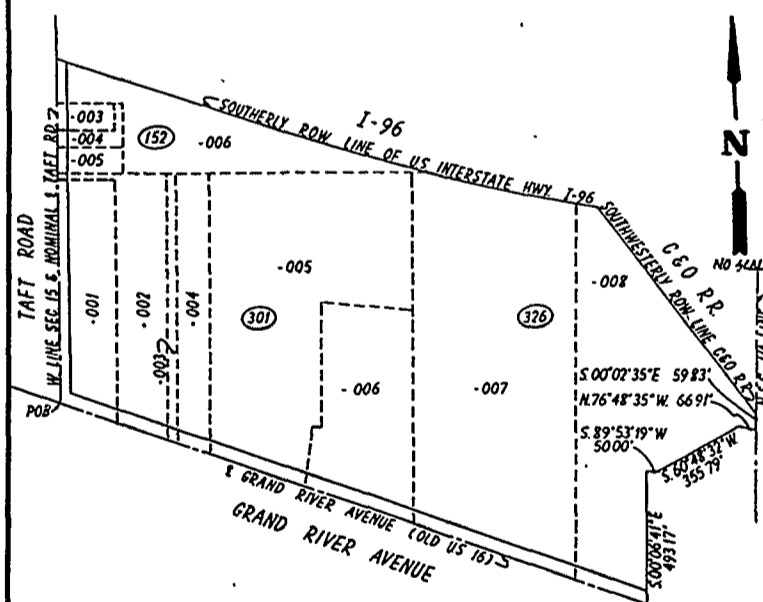 I-96
SOUTHERLY ROW LINE OF US INTERSTATE HWY. I-96
N
NO SCAL
-003
-004
-005
152
-006
SOUTHWESTERLY ROW LINE C&O RR
C & O RR
TAFT ROAD
W LINE SEC 15 & NOMINAL ℄ TAFT RD
-001
-002
-003
-004
-005
301
-006
-007
326
-008
S.00°02'35"E 59.83'
N.76°48'35"W. 66.91'
S.89°53'19"W
50.00'
S.60°48'32"W.
355.79'
S.00°06'41"E
493.17'
POB
℄ GRAND RIVER AVENUE (OLD US 16)
GRAND RIVER AVENUE